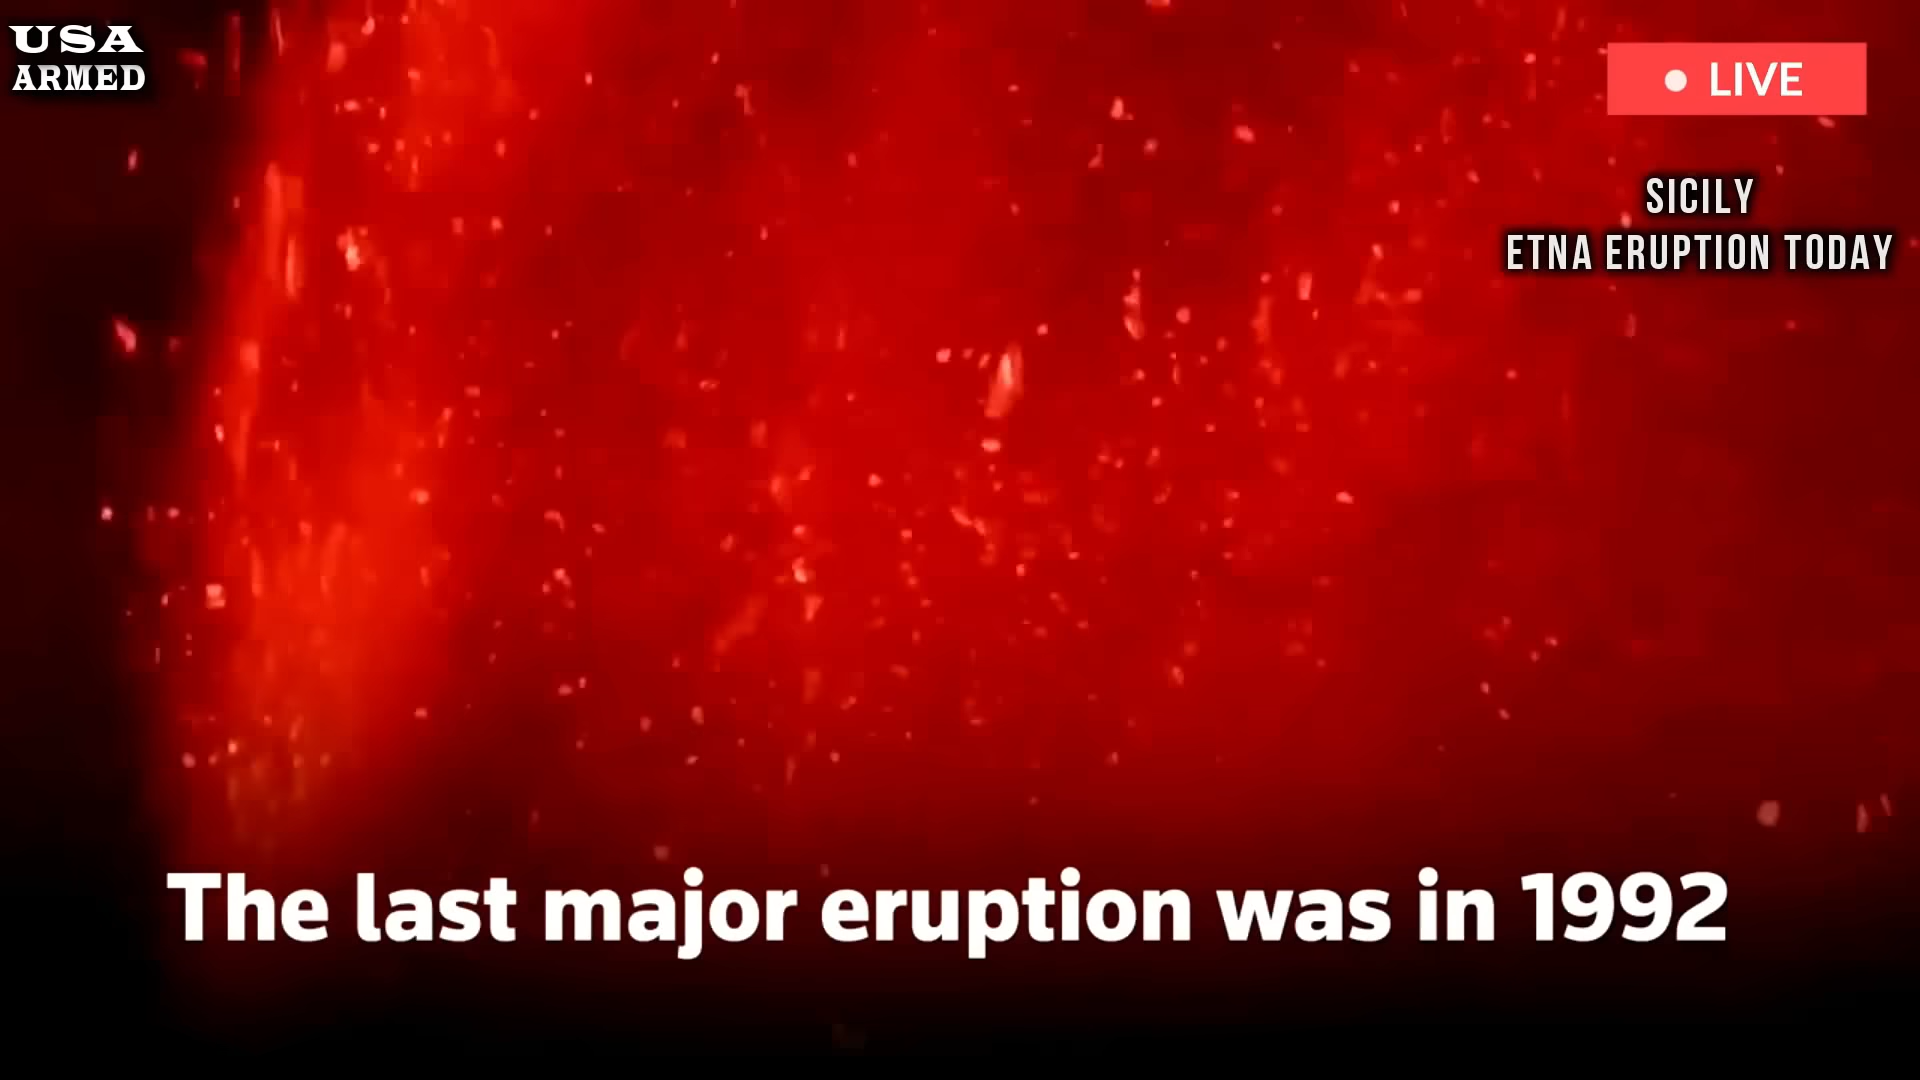 USA
ARMED
LIVE
SICILY
ETNA ERUPTION TODAY
The last major eruption was in 1992